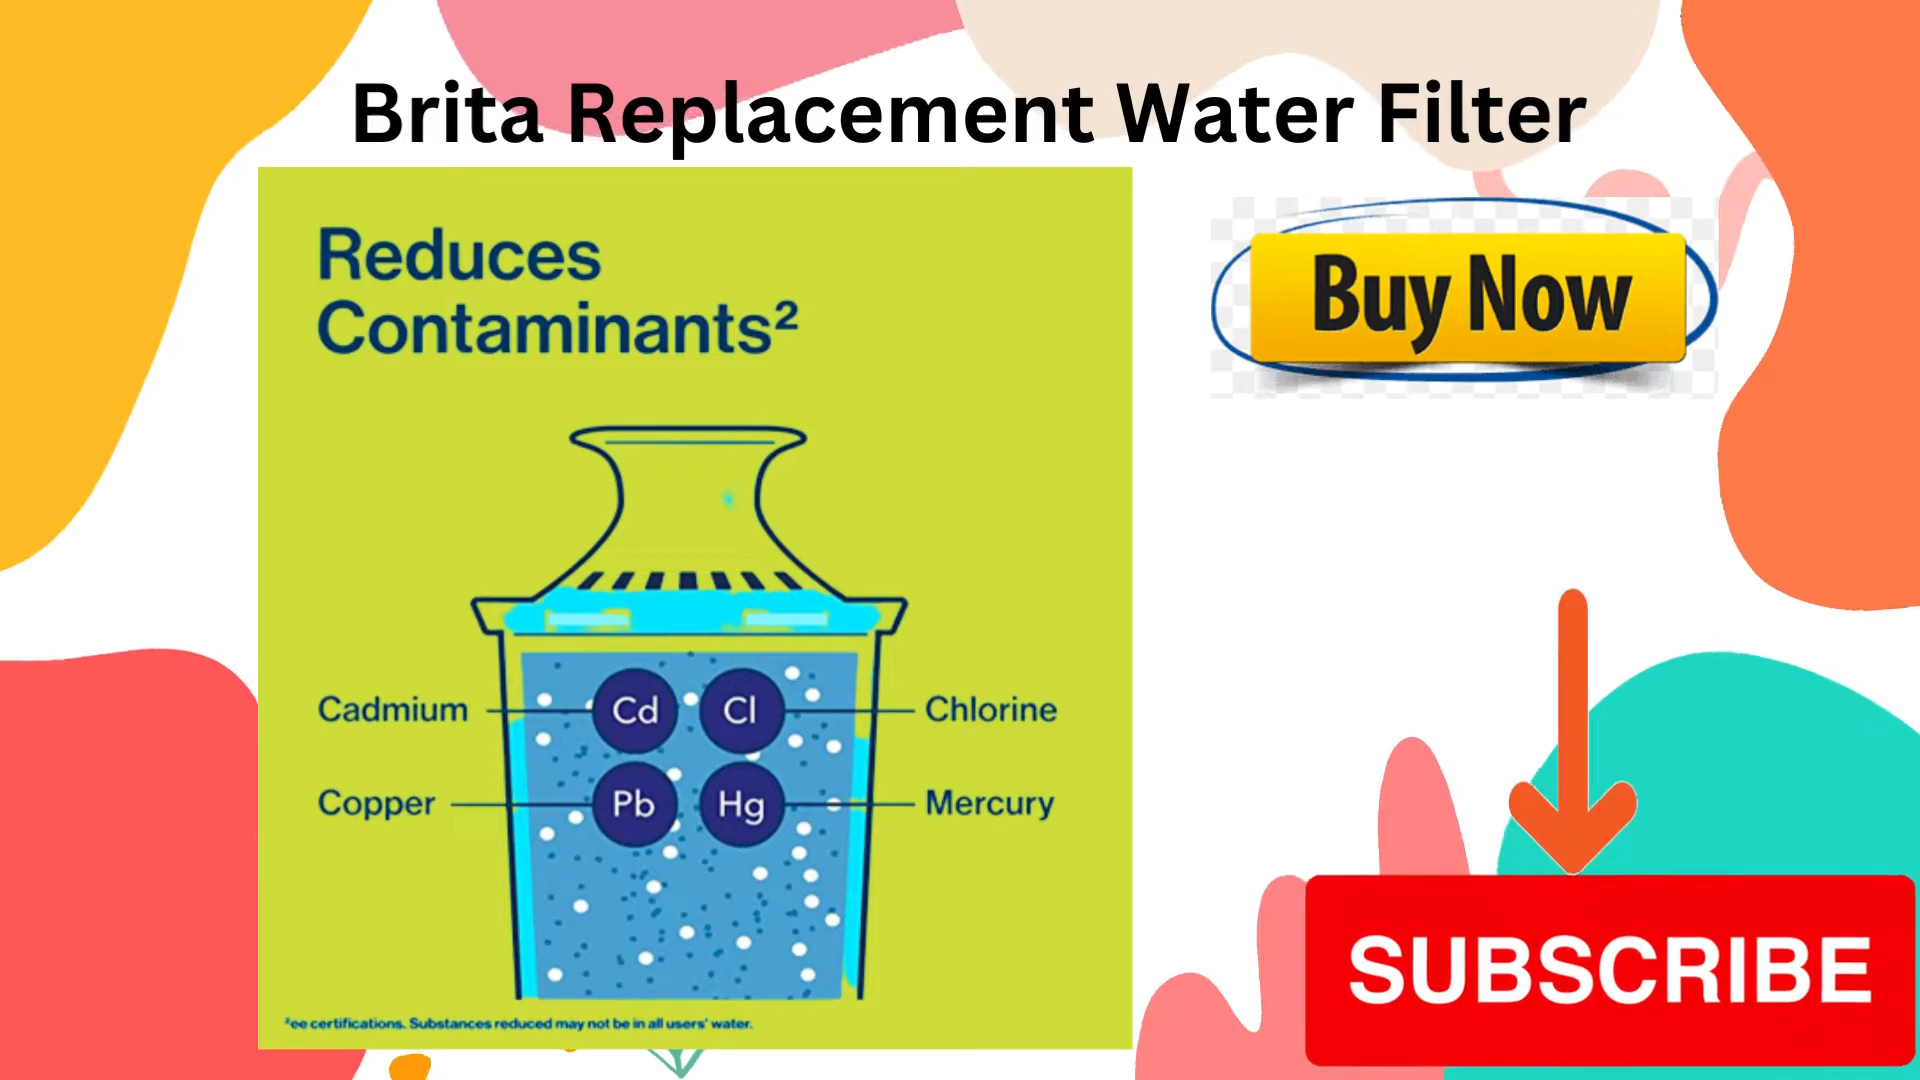 Brita Replacement Water Filter
Reduces
Contaminants²
Buy Now
Cadmium
Cd
Cl
Chlorine
Copper
Pb
Hg
Mercury
SUBSCRIBE
²ee certifications. Substances reduced may not be in all users' water.